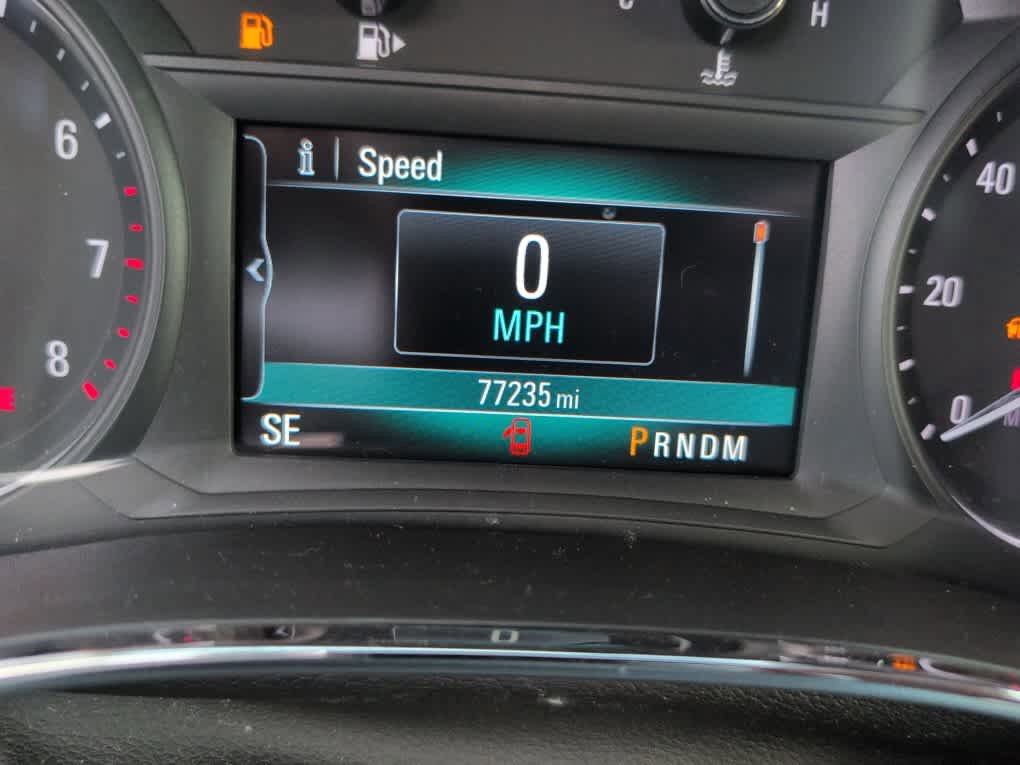 C H
6
7
8
i Speed
0
MPH
77235 mi
SE PRNDM
40
20
0